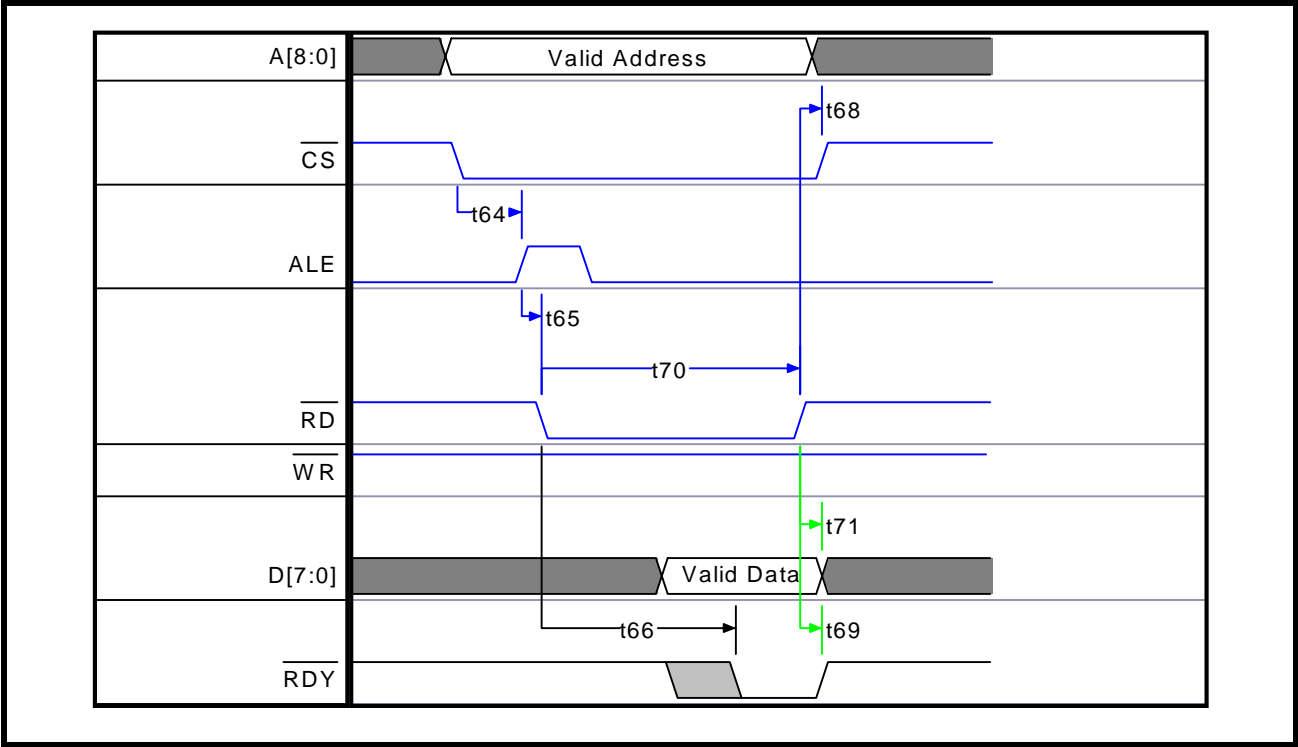 A[8:0] Valid Address
t68
CS
t64
ALE
t65
t70
RD
WR
t71
D[7:0] Valid Data
t66 t69
RDY